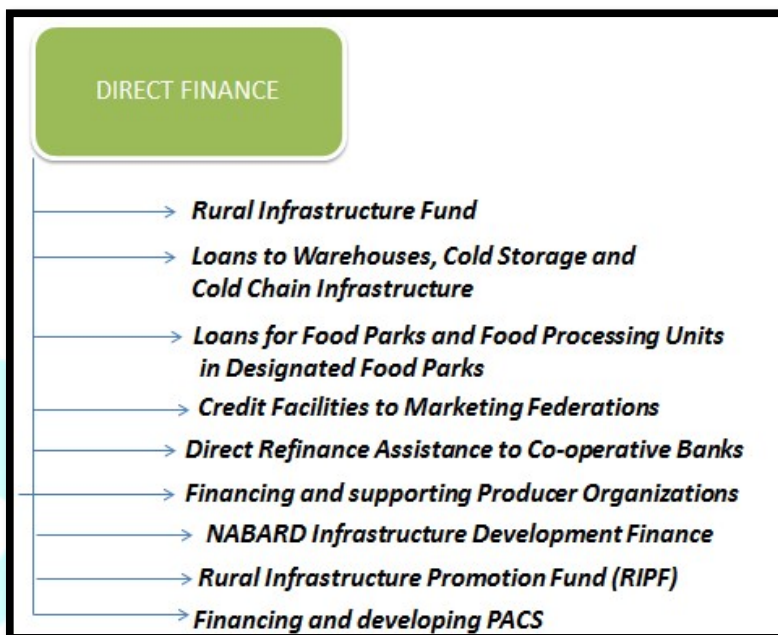 DIRECT FINANCE
Rural Infrastructure Fund
Loans to Warehouses, Cold Storage and
Cold Chain Infrastructure
Loans for Food Parks and Food Processing Units
in Designated Food Parks
Credit Facilities to Marketing Federations
Direct Refinance Assistance to Co-operative Banks
Financing and supporting Producer Organizations
NABARD Infrastructure Development Finance
Rural Infrastructure Promotion Fund (RIPF)
Financing and developing PACS